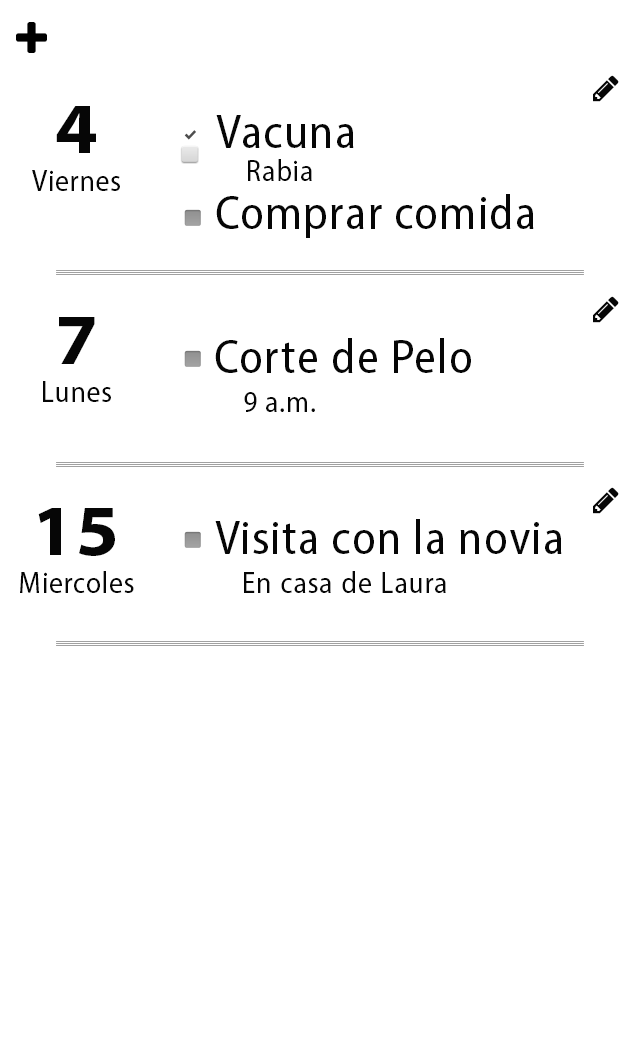 4
Viernes
Vacuna
Rabia
Comprar comida
7
Lunes
Corte de Pelo
9 a.m.
15
Miercoles
Visita con la novia
En casa de Laura